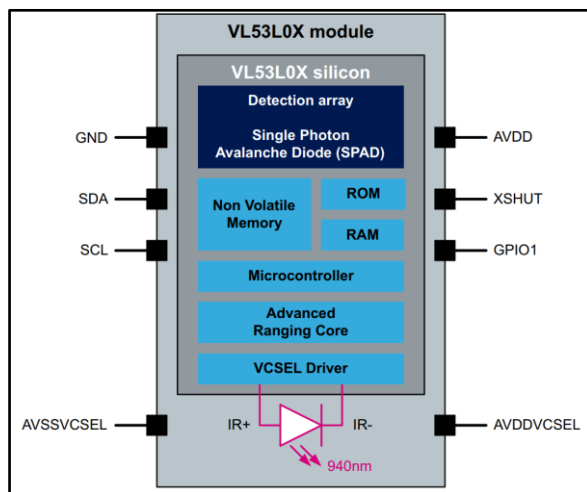 VL53L0X module
VL53L0X silicon
Detection array
Single Photon
Avalanche Diode (SPAD)
GND
AVDD
SDA
XSHUT
Non Volatile
Memory
ROM
RAM
SCL
GPIO1
Microcontroller
Advanced
Ranging Core
VCSEL Driver
AVSSVCSEL
IR+
IR-
AVDDVCSEL
940nm